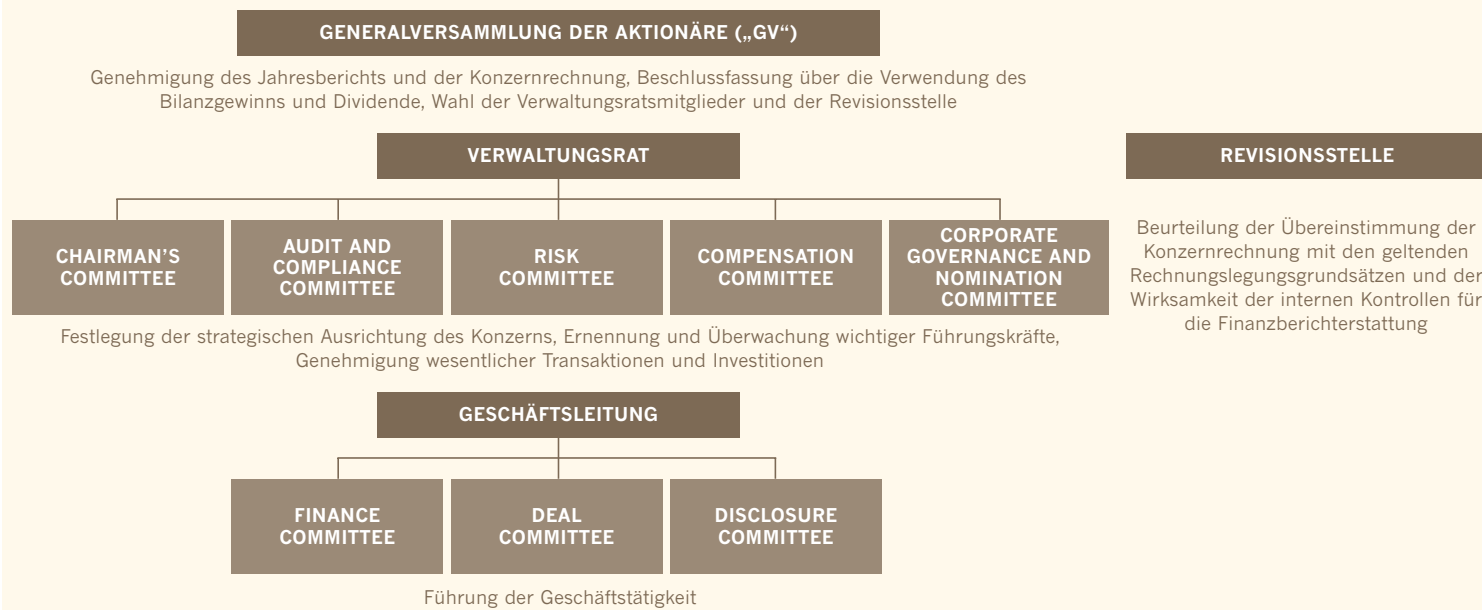 GENERALVERSAMMLUNG DER AKTIONÄRE („GV“)
Genehmigung des Jahresberichts und der Konzernrechnung, Beschlussfassung über die Verwendung des
Bilanzgewinns und Dividende, Wahl der Verwaltungsratsmitglieder und der Revisionsstelle
VERWALTUNGSRAT
CHAIRMAN'S
COMMITTEE
AUDIT AND
COMPLIANCE
COMMITTEE
RISK
COMMITTEE
COMPENSATION
COMMITTEE
CORPORATE
GOVERNANCE AND
NOMINATION
COMMITTEE
Festlegung der strategischen Ausrichtung des Konzerns, Ernennung und Überwachung wichtiger Führungskräfte,
Genehmigung wesentlicher Transaktionen und Investitionen
REVISIONSSTELLE
Beurteilung der Übereinstimmung der
Konzernrechnung mit den geltenden
Rechnungslegungsgrundsätzen und der
Wirksamkeit der internen Kontrollen für
die Finanzberichterstattung
GESCHÄFTSLEITUNG
FINANCE
COMMITTEE
DEAL
COMMITTEE
DISCLOSURE
COMMITTEE
Führung der Geschäftstätigkeit